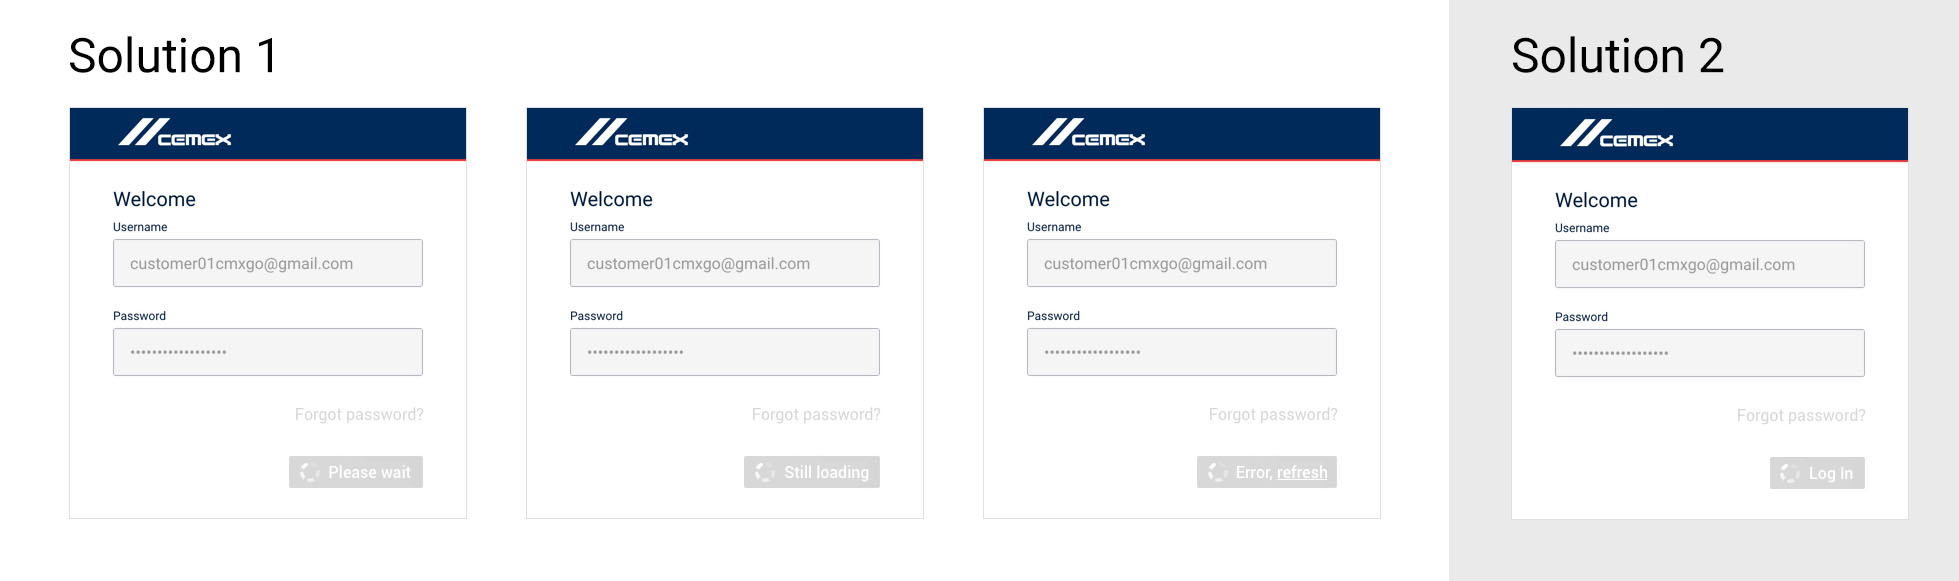 Solution 1
CEMEX
Welcome
Username
customer01cmxgo@gmail.com
Password
••••••••••••••••••
Forgot password?
Please wait
CEMEX
Welcome
Username
customer01cmxgo@gmail.com
Password
••••••••••••••••••
Forgot password?
Still loading
CEMEX
Welcome
Username
customer01cmxgo@gmail.com
Password
••••••••••••••••••
Forgot password?
Error, refresh
Solution 2
CEMEX
Welcome
Username
customer01cmxgo@gmail.com
Password
••••••••••••••••••
Forgot password?
Log In